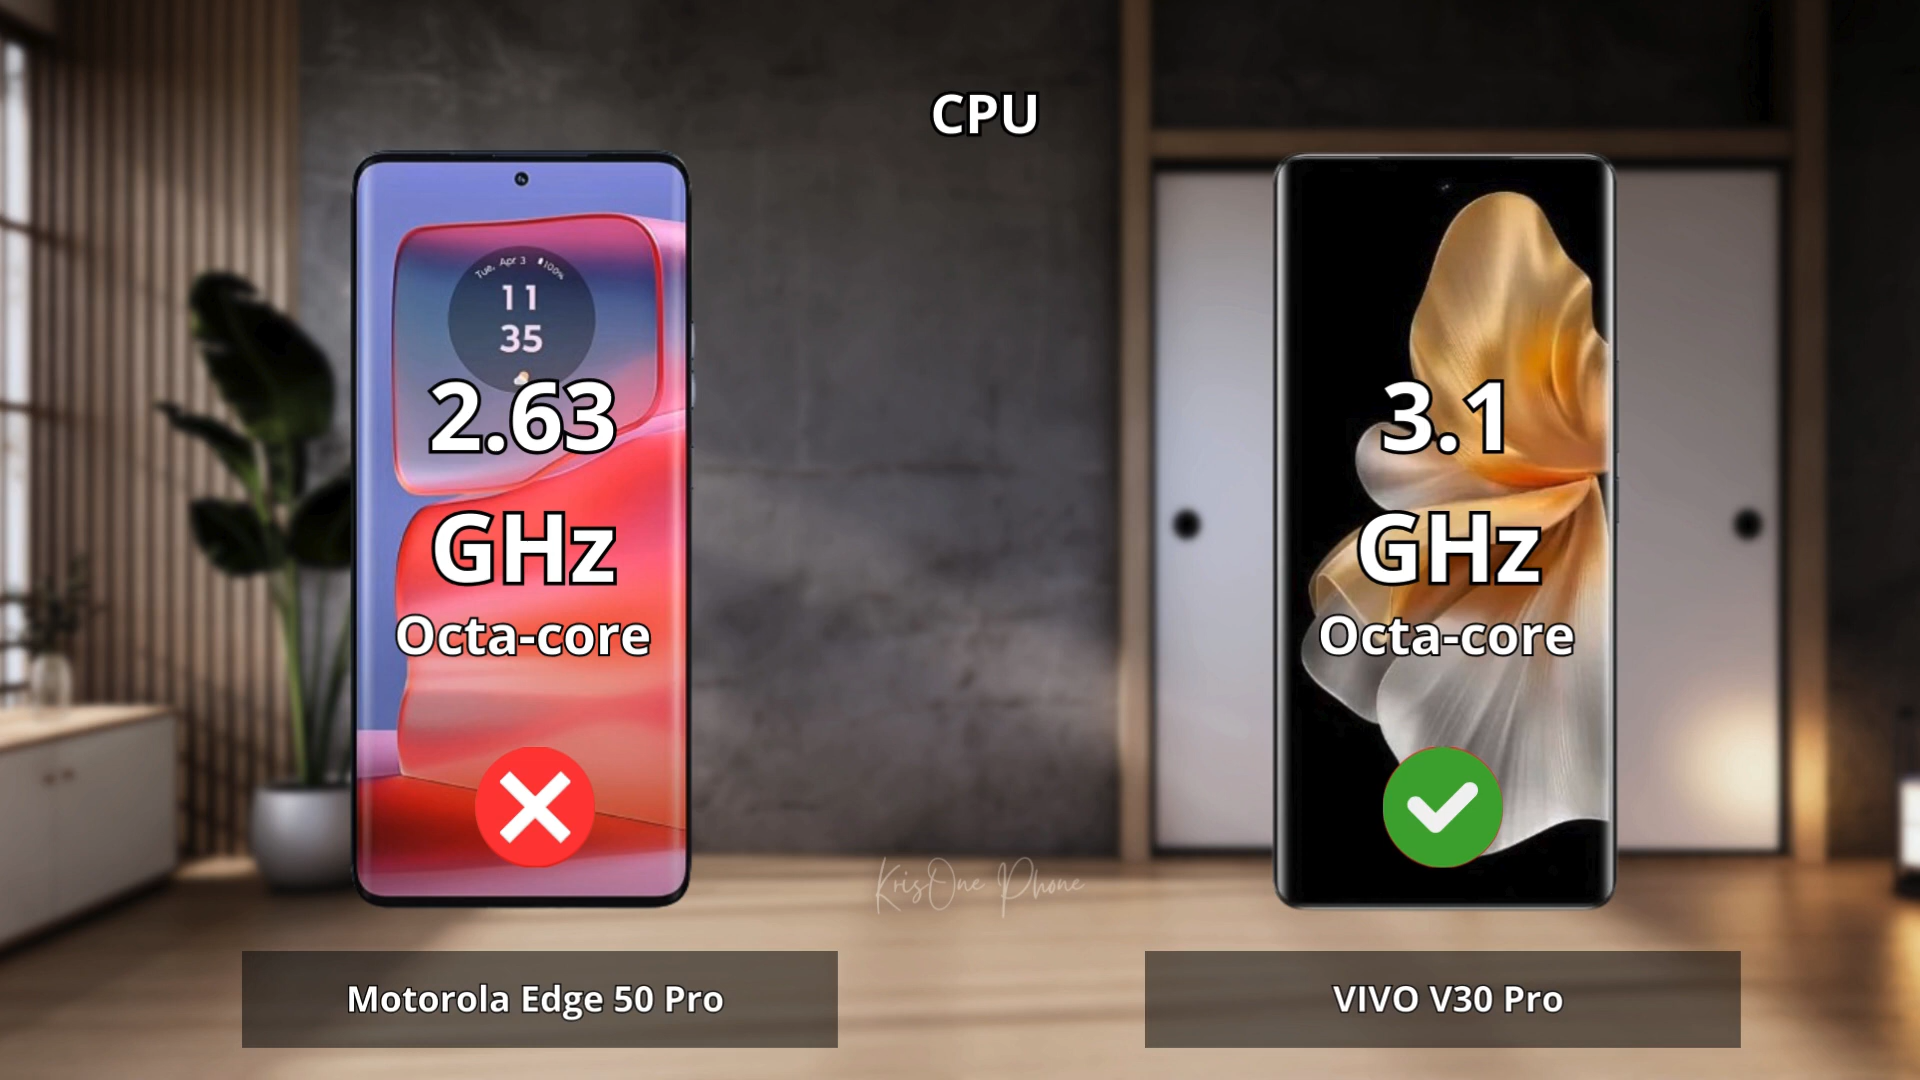 CPU
Tue, Apr 3 100%
11
35
2.63
GHz
Octa-core
3.1
GHz
Octa-core
KrisOne Phone
Motorola Edge 50 Pro
VIVO V30 Pro